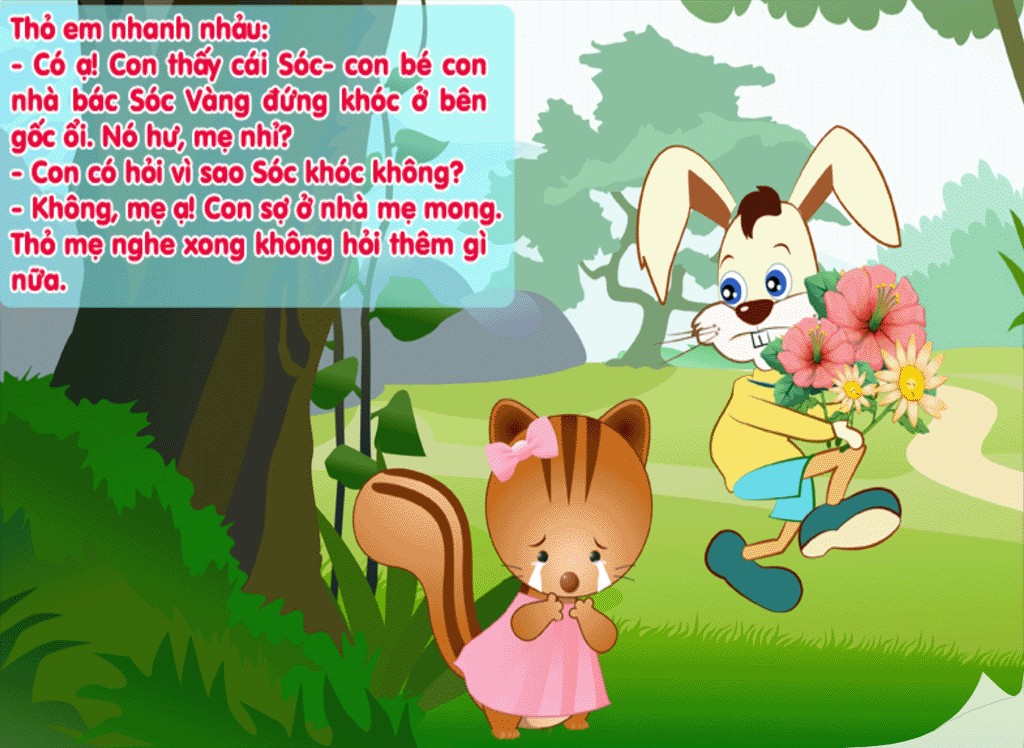 Thỏ em nhanh nhảu:
- Có ạ! Con thấy cái Sóc- con bé con
nhà bác Sóc Vàng đứng khóc ở bên
gốc ổi. Nó hư, mẹ nhỉ?
- Con có hỏi vì sao Sóc khóc không?
- Không, mẹ ạ! Con sợ ở nhà mẹ mong.
Thỏ mẹ nghe xong không hỏi thêm gì
nữa.